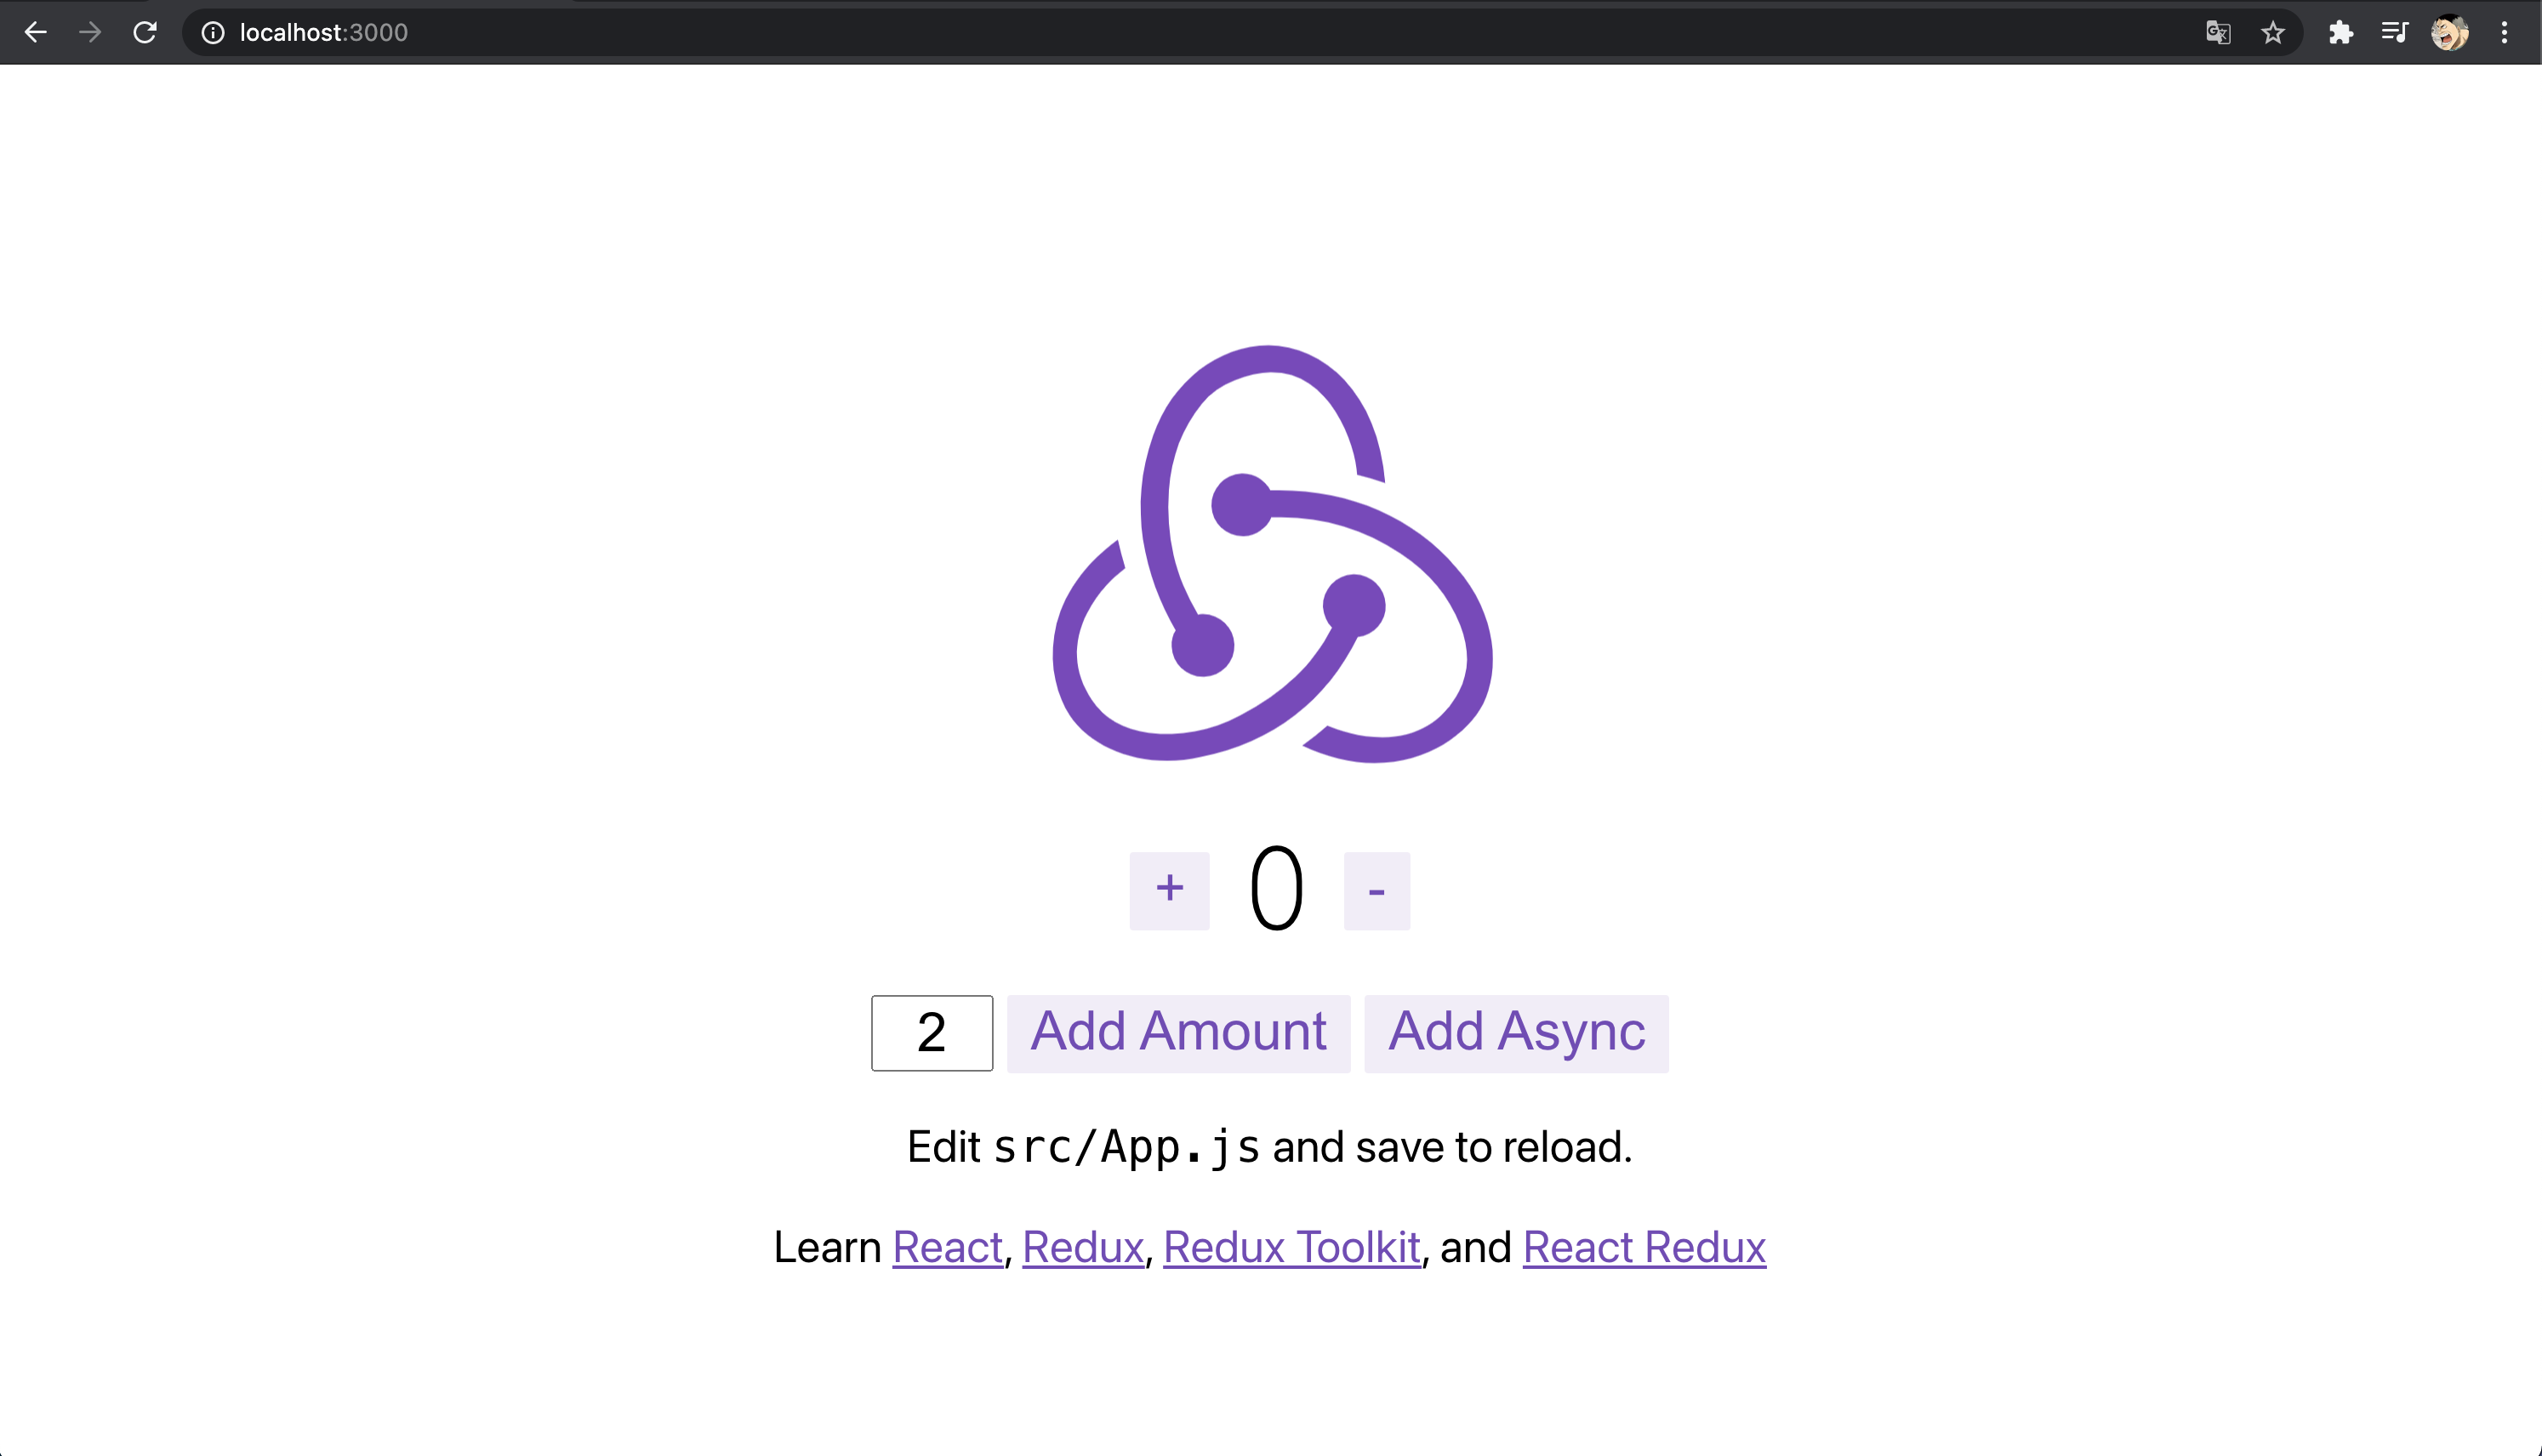 localhost:3000
+ 0 -
2 Add Amount Add Async
Edit src/App.js and save to reload.
Learn React, Redux, Redux Toolkit, and React Redux